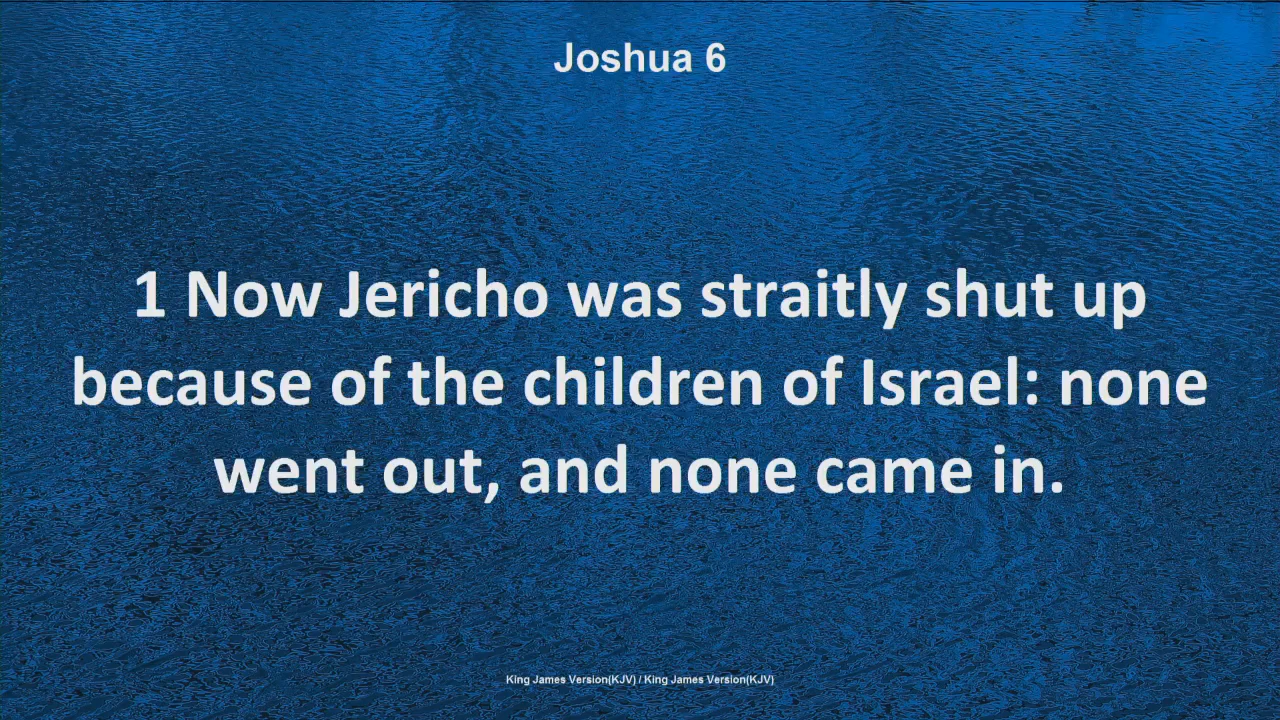 Joshua 6
1 Now Jericho was straitly shut up
because of the children of Israel: none
went out, and none came in.
King James Version(KJV) / King James Version(KJV)